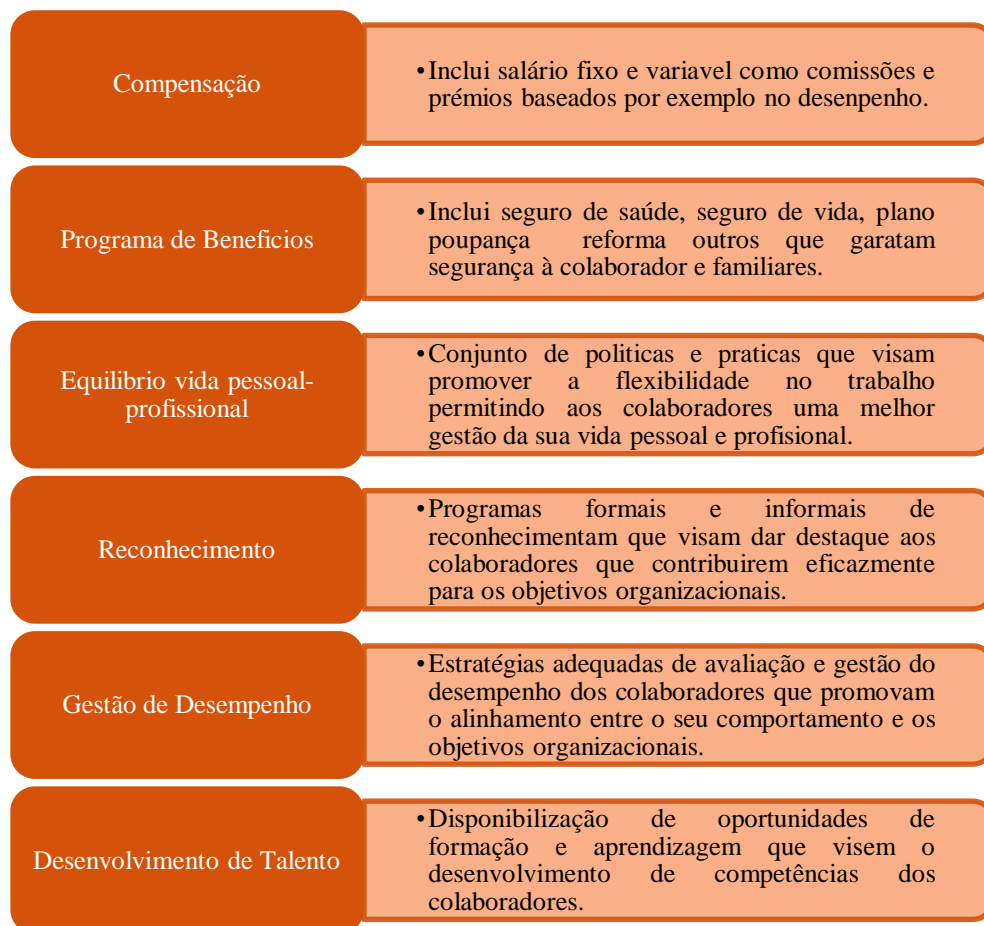 Compensação
•Inclui salário fixo e variavel como comissões e
prémios baseados por exemplo no desenpenho.
Programa de Beneficios
•Inclui seguro de saúde, seguro de vida, plano
poupança reforma outros que garatam
segurança à colaborador e familiares.
Equilibrio vida pessoal-
profissional
•Conjunto de politicas e praticas que visam
promover a flexibilidade no trabalho
permitindo aos colaboradores uma melhor
gestão da sua vida pessoal e profisional.
Reconhecimento
•Programas formais e informais de
reconhecimentam que visam dar destaque aos
colaboradores que contribuirem eficazmente
para os objetivos organizacionais.
Gestão de Desempenho
•Estratégias adequadas de avaliação e gestão do
desempenho dos colaboradores que promovam
o alinhamento entre o seu comportamento e os
objetivos organizacionais.
Desenvolvimento de Talento
•Disponibilização de oportunidades de
formação e aprendizagem que visem o
desenvolvimento de competências dos
colaboradores.